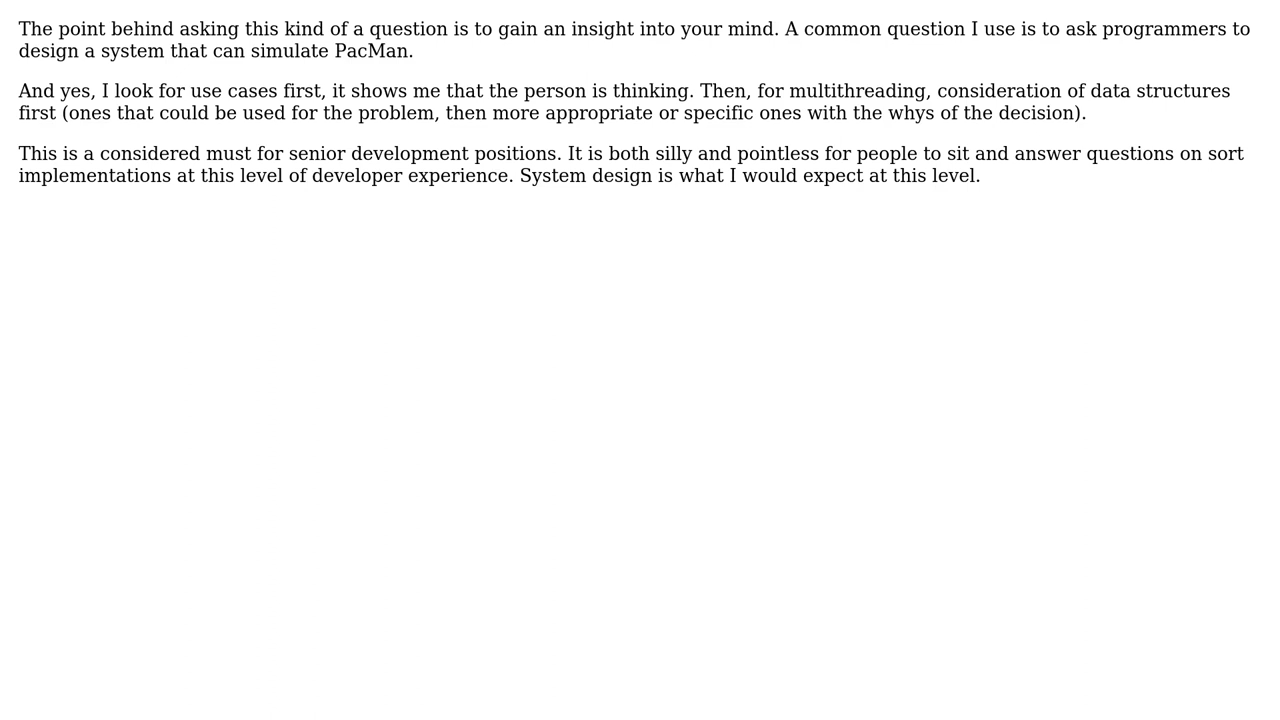 The point behind asking this kind of a question is to gain an insight into your mind. A common question I use is to ask programmers to
design a system that can simulate PacMan.
And yes, I look for use cases first, it shows me that the person is thinking. Then, for multithreading, consideration of data structures
first (ones that could be used for the problem, then more appropriate or specific ones with the whys of the decision).
This is a considered must for senior development positions. It is both silly and pointless for people to sit and answer questions on sort
implementations at this level of developer experience. System design is what I would expect at this level.